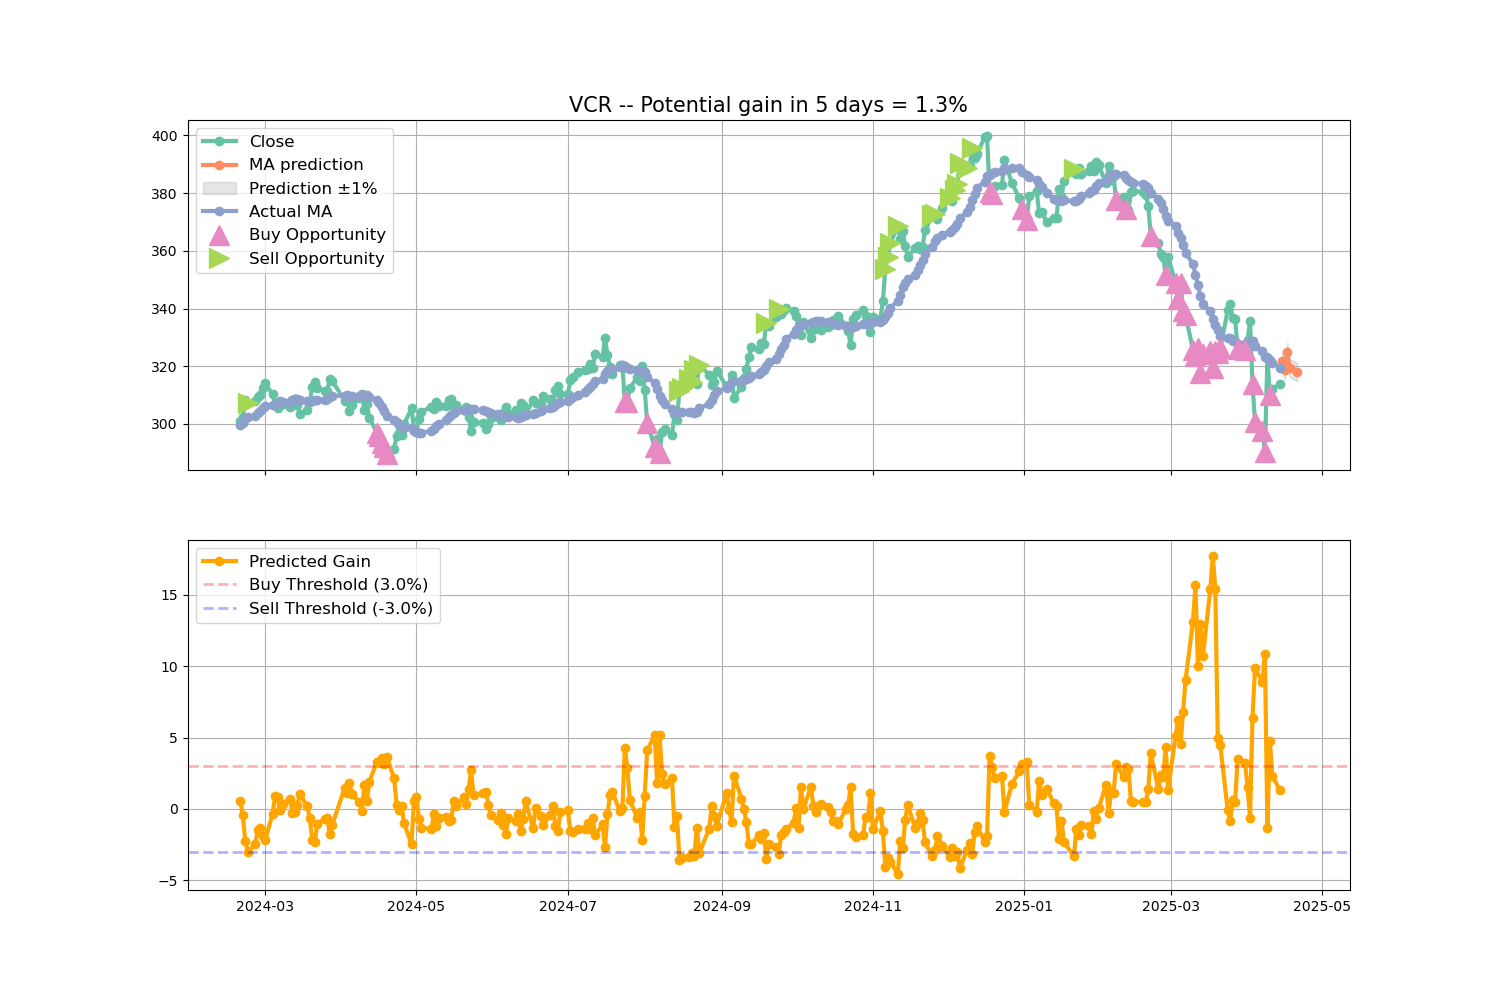 VCR -- Potential gain in 5 days = 1.3%
400
380
360
340
320
300
Close
MA prediction
Prediction ±1%
Actual MA
Buy Opportunity
Sell Opportunity
15
10
5
0
−5
Predicted Gain
Buy Threshold (3.0%)
Sell Threshold (-3.0%)
2024-03 2024-05 2024-07 2024-09 2024-11 2025-01 2025-03 2025-05